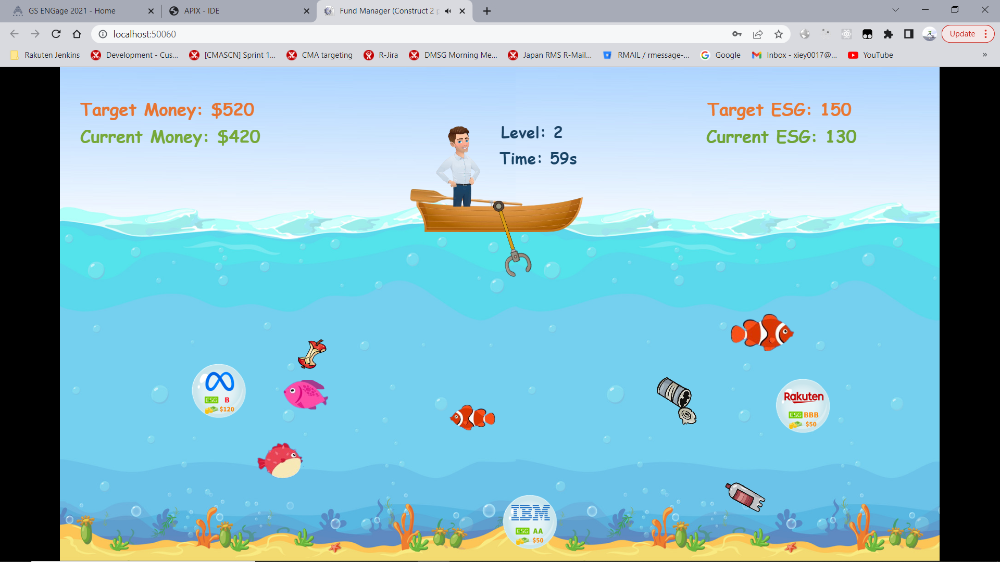 GS ENGage 2021 - Home
APIX - IDE
Fund Manager (Construct 2 p
localhost:50060
Update
Rakuten Jenkins
Development - Cus...
[CMASCN] Sprint 1...
CMA targeting
R-Jira
DMSG Morning Me...
Japan RMS R-Mail...
RMAIL / rmessage-...
Google
Inbox - xiey0017@...
YouTube
»
Target Money: $520
Current Money: $420
Level: 2
Time: 59s
Target ESG: 150
Current ESG: 130
ESG B
$120
Rakuten
ESG BBB
$50
IBM
ESG AA
$50